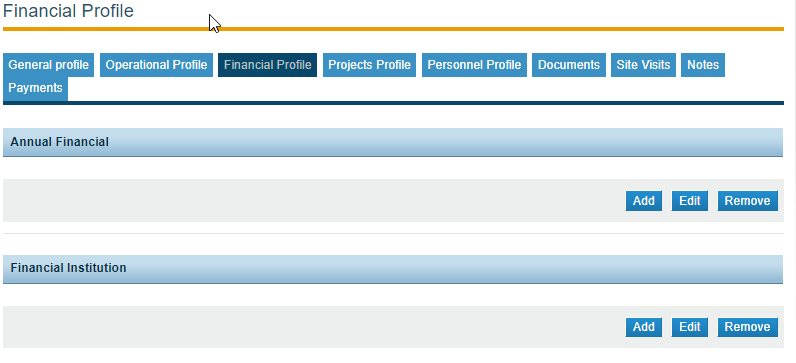 Financial Profile
General profile Operational Profile Financial Profile Projects Profile Personnel Profile Documents Site Visits Notes
Payments
Annual Financial
Add Edit Remove
Financial Institution
Add Edit Remove